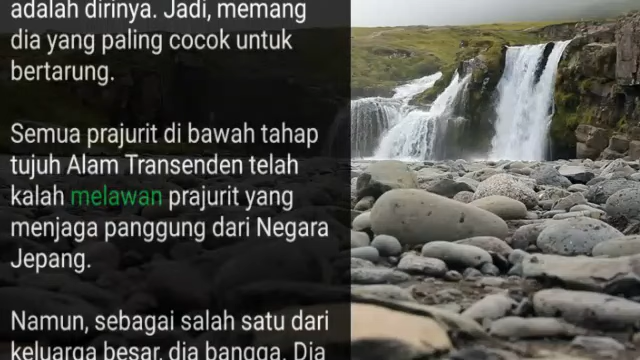 adalah dirinya. Jadi, memang
dia yang paling cocok untuk
bertarung.
Semua prajurit di bawah tahap
tujuh Alam Transenden telah
kalah melawan prajurit yang
menjaga panggung dari Negara
Jepang.
Namun, sebagai salah satu dari
keluarga besar, dia bangga. Dia